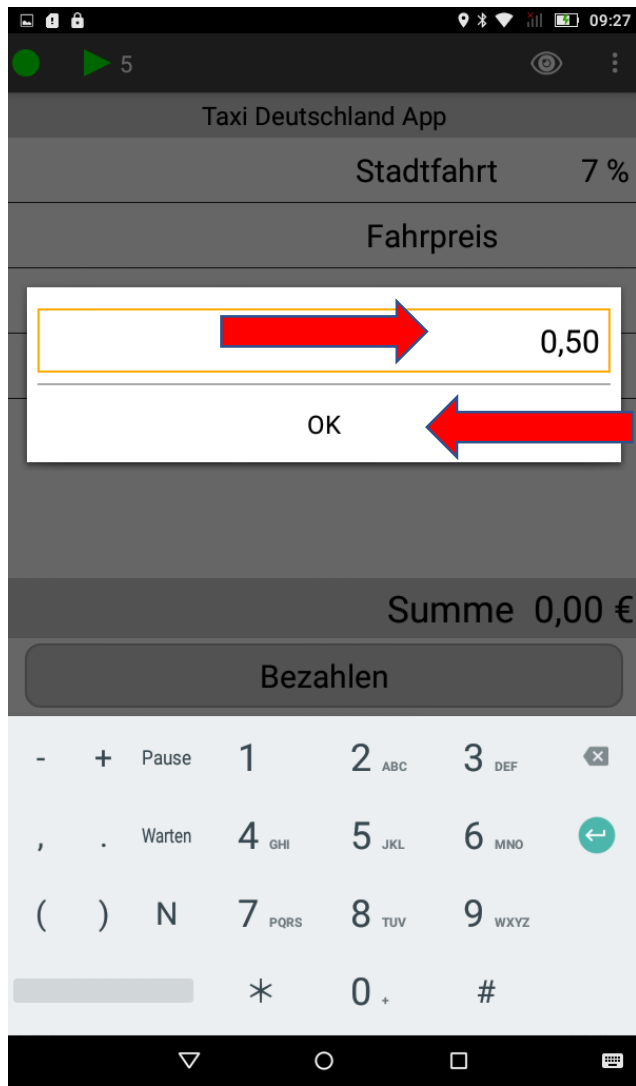 09:27
5
Taxi Deutschland App
Stadtfahrt 7 %
Fahrpreis
0,50
OK
Summe 0,00 €
Bezahlen
- + Pause 1 2 ABC 3 DEF
, . Warten 4 GHI 5 JKL 6 MNO
( ) N 7 PQRS 8 TUV 9 WXYZ
* 0 + #